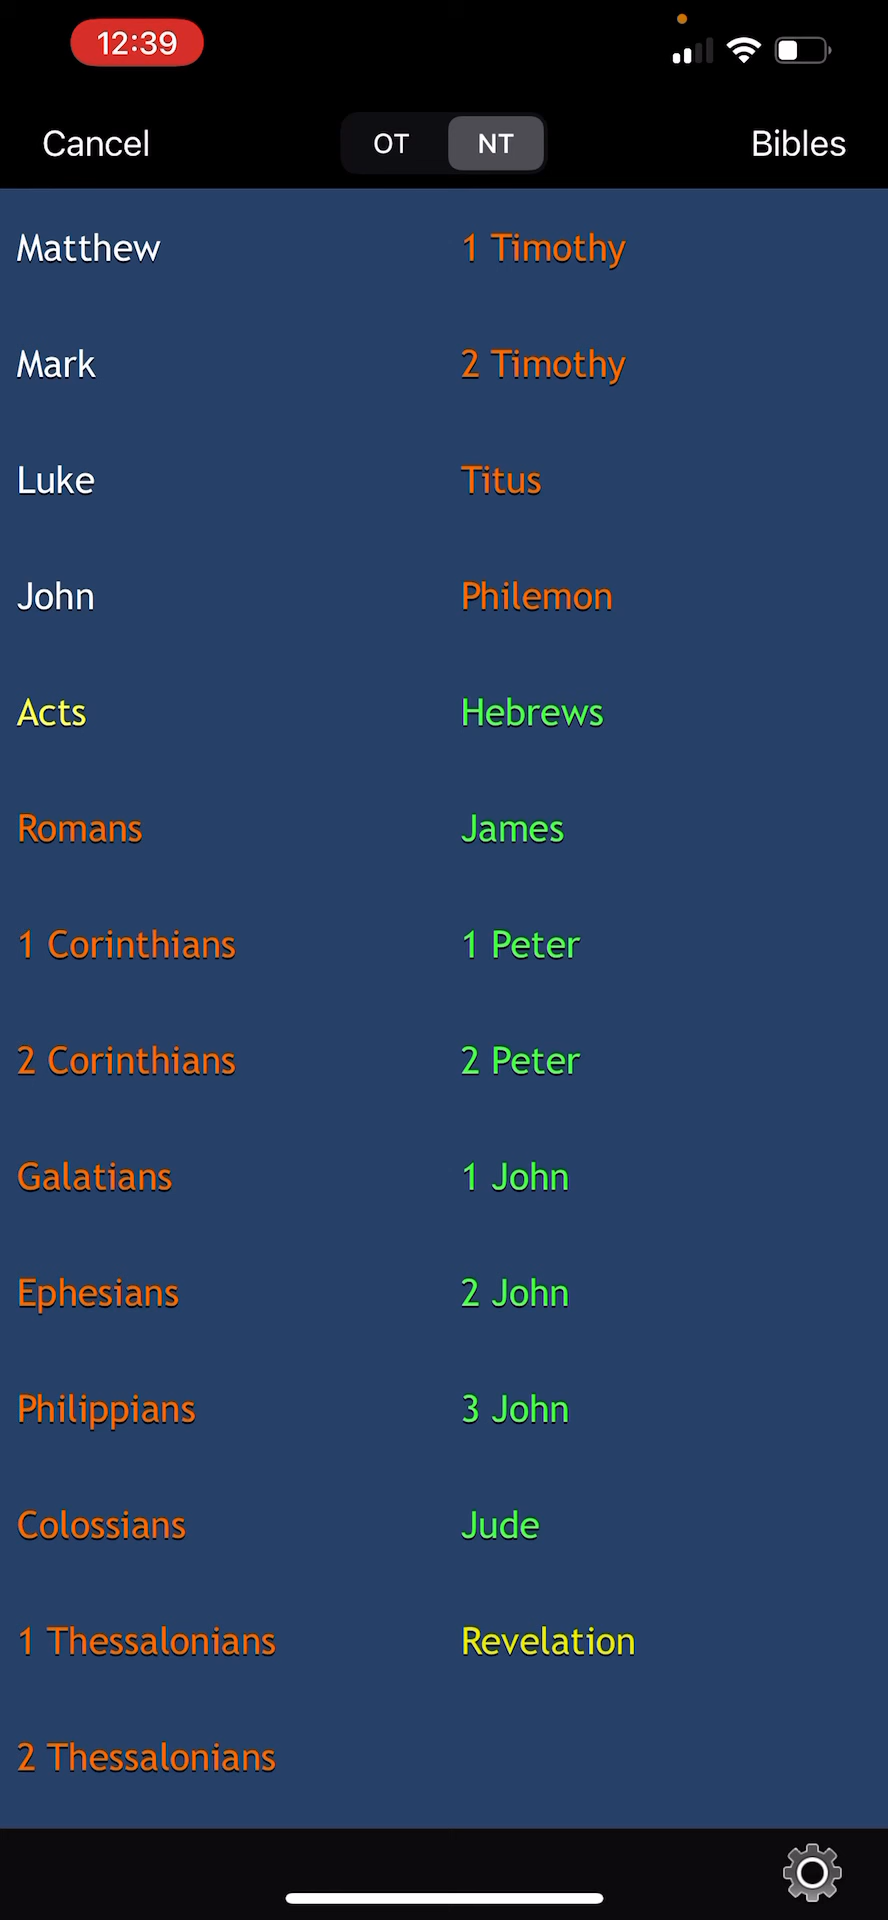 12:39
Cancel
OT
NT
Bibles
Matthew
Mark
Luke
John
Acts
Romans
1 Corinthians
2 Corinthians
Galatians
Ephesians
Philippians
Colossians
1 Thessalonians
2 Thessalonians
1 Timothy
2 Timothy
Titus
Philemon
Hebrews
James
1 Peter
2 Peter
1 John
2 John
3 John
Jude
Revelation